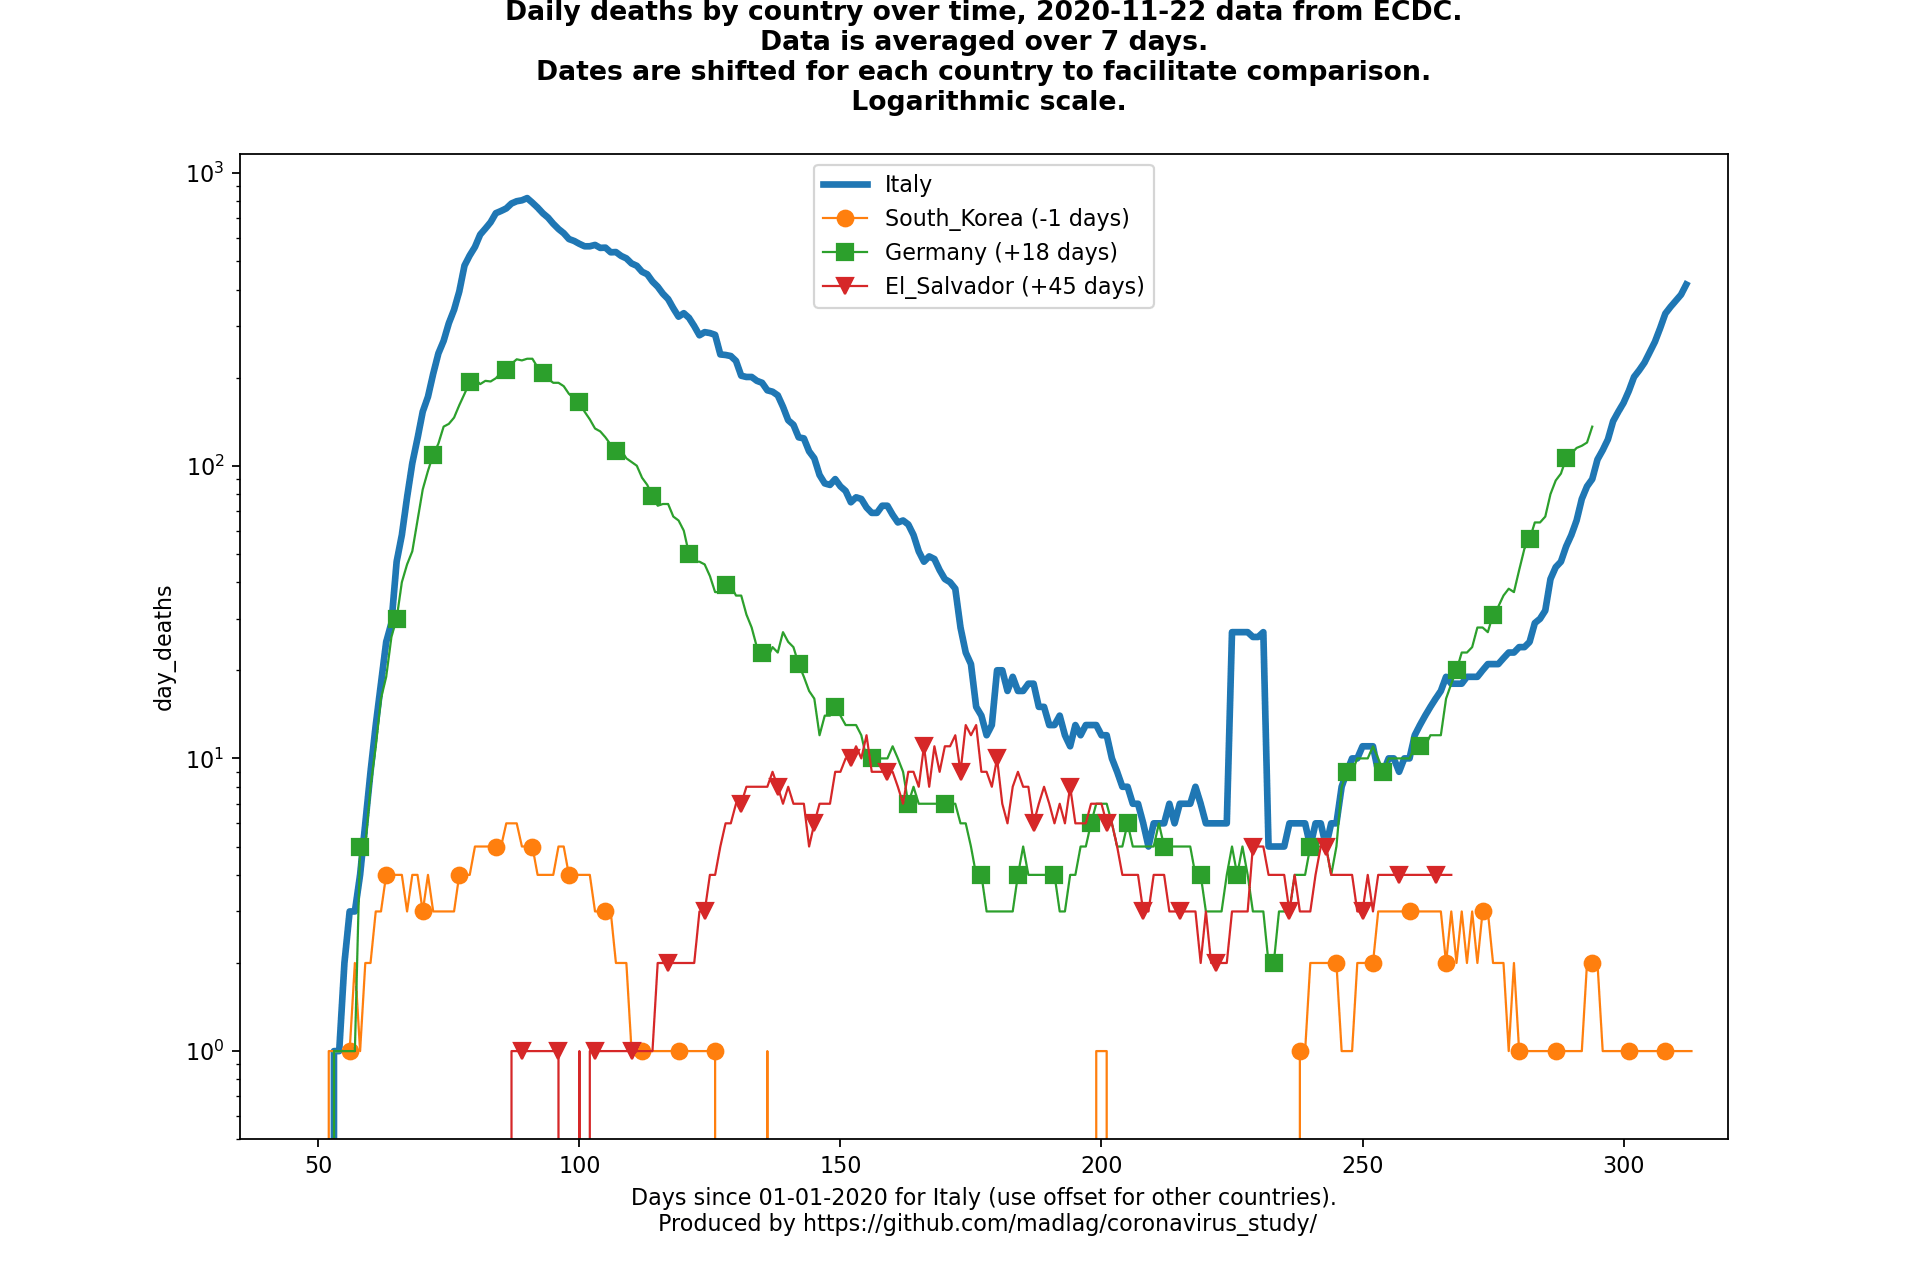 Daily deaths by country over time, 2020-11-22 data from ECDC.
Data is averaged over 7 days.
Dates are shifted for each country to facilitate comparison.
Logarithmic scale.
10³
10²
10¹
10⁰
day_deaths
Italy
South_Korea (-1 days)
Germany (+18 days)
El_Salvador (+45 days)
50 100 150 200 250 300
Days since 01-01-2020 for Italy (use offset for other countries).
Produced by https://github.com/madlag/coronavirus_study/